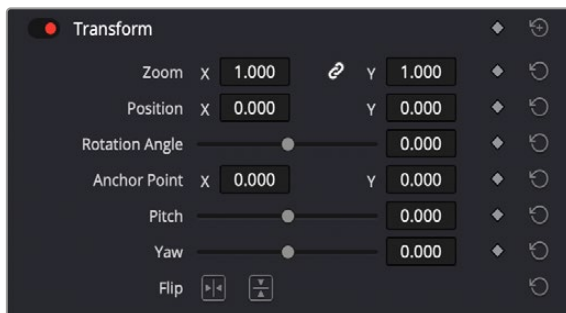 Transform
Zoom X 1.000 Y 1.000
Position X 0.000 Y 0.000
Rotation Angle 0.000
Anchor Point X 0.000 Y 0.000
Pitch 0.000
Yaw 0.000
Flip